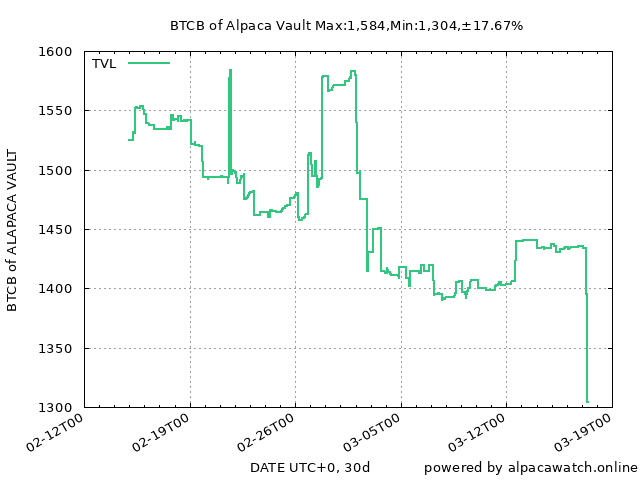 BTCB of Alpaca Vault Max:1,584,Min:1,304,±17.67%
TVL
BTCB of ALAPACA VAULT
1600
1550
1500
1450
1400
1350
1300
02-12T00
02-19T00
02-26T00
03-05T00
03-12T00
03-19T00
DATE UTC+0, 30d
powered by alpacawatch.online